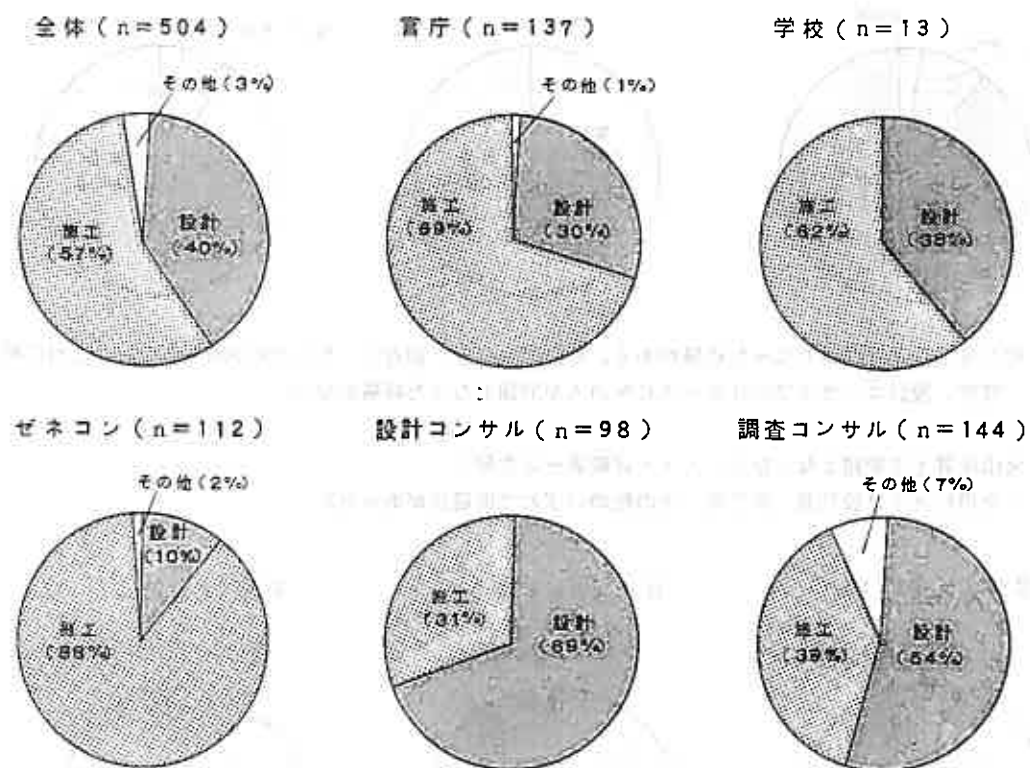 全体(n=504)
その他(3%)
設計
(40%)
施工
(57%)
官庁(n=137)
その他(1%)
設計
(30%)
施工
(69%)
学校(n=13)
設計
(38%)
施工
(62%)
ゼネコン(n=112)
その他(2%)
設計
(10%)
施工
(88%)
設計コンサル(n=98)
施工
(31%)
設計
(69%)
調査コンサル(n=144)
その他(7%)
施工
(39%)
設計
(54%)